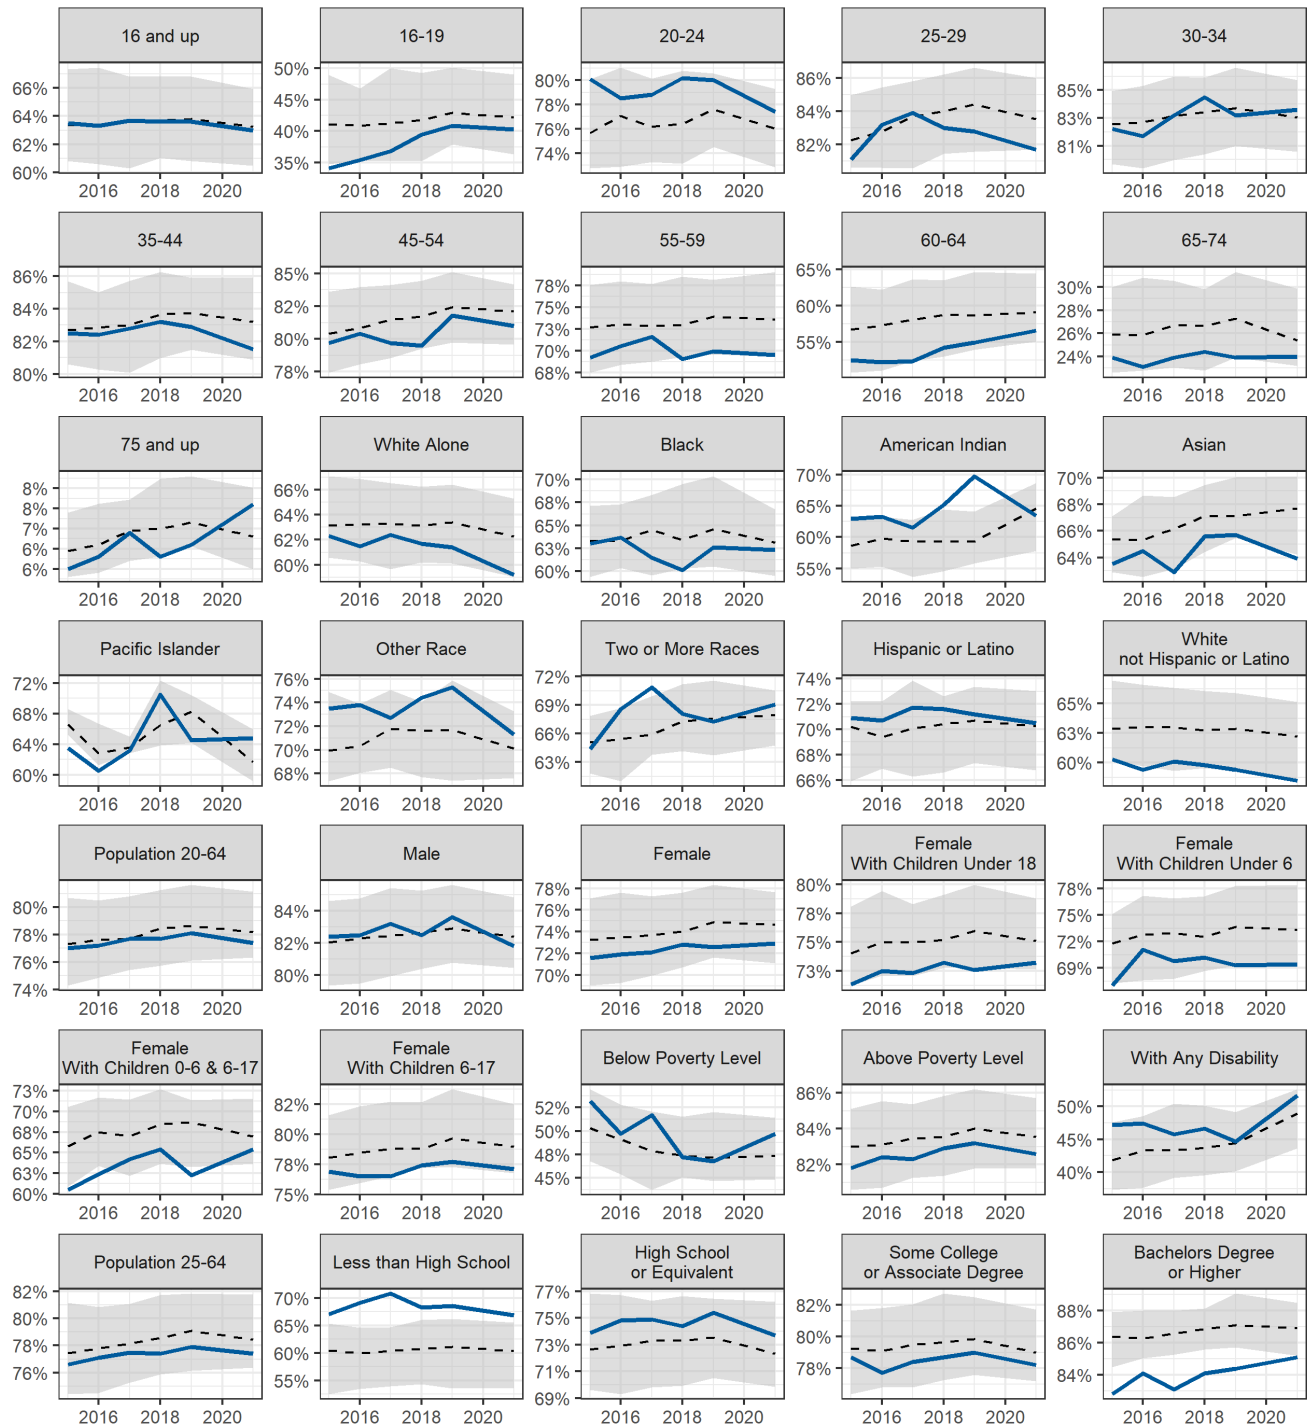 16 and up
16-19
20-24
25-29
30-34
66%
64%
62%
60%
50%
45%
40%
35%
80%
78%
76%
74%
86%
84%
82%
85%
83%
81%
2016 2018 2020
2016 2018 2020
2016 2018 2020
2016 2018 2020
2016 2018 2020
35-44
45-54
55-59
60-64
65-74
86%
84%
82%
80%
85%
82%
80%
78%
78%
75%
73%
70%
68%
65%
60%
55%
30%
28%
26%
24%
2016 2018 2020
2016 2018 2020
2016 2018 2020
2016 2018 2020
2016 2018 2020
75 and up
White Alone
Black
American Indian
Asian
8%
8%
7%
6%
6%
66%
64%
62%
60%
70%
68%
65%
63%
60%
70%
65%
60%
55%
70%
68%
66%
64%
2016 2018 2020
2016 2018 2020
2016 2018 2020
2016 2018 2020
2016 2018 2020
Pacific Islander
Other Race
Two or More Races
Hispanic or Latino
White
not Hispanic or Latino
72%
68%
64%
60%
76%
74%
72%
70%
68%
72%
69%
66%
63%
74%
72%
70%
68%
66%
65%
63%
60%
2016 2018 2020
2016 2018 2020
2016 2018 2020
2016 2018 2020
2016 2018 2020
Population 20-64
Male
Female
Female
With Children Under 18
Female
With Children Under 6
80%
78%
76%
74%
84%
82%
80%
78%
76%
74%
72%
70%
80%
78%
75%
73%
78%
75%
72%
69%
2016 2018 2020
2016 2018 2020
2016 2018 2020
2016 2018 2020
2016 2018 2020
Female
With Children 0-6 & 6-17
Female
With Children 6-17
Below Poverty Level
Above Poverty Level
With Any Disability
73%
70%
68%
65%
63%
60%
82%
80%
78%
75%
52%
50%
48%
45%
86%
84%
82%
50%
45%
40%
2016 2018 2020
2016 2018 2020
2016 2018 2020
2016 2018 2020
2016 2018 2020
Population 25-64
Less than High School
High School
or Equivalent
Some College
or Associate Degree
Bachelors Degree
or Higher
82%
80%
78%
76%
70%
65%
60%
55%
77%
75%
73%
71%
69%
82%
80%
78%
88%
86%
84%
2016 2018 2020
2016 2018 2020
2016 2018 2020
2016 2018 2020
2016 2018 2020